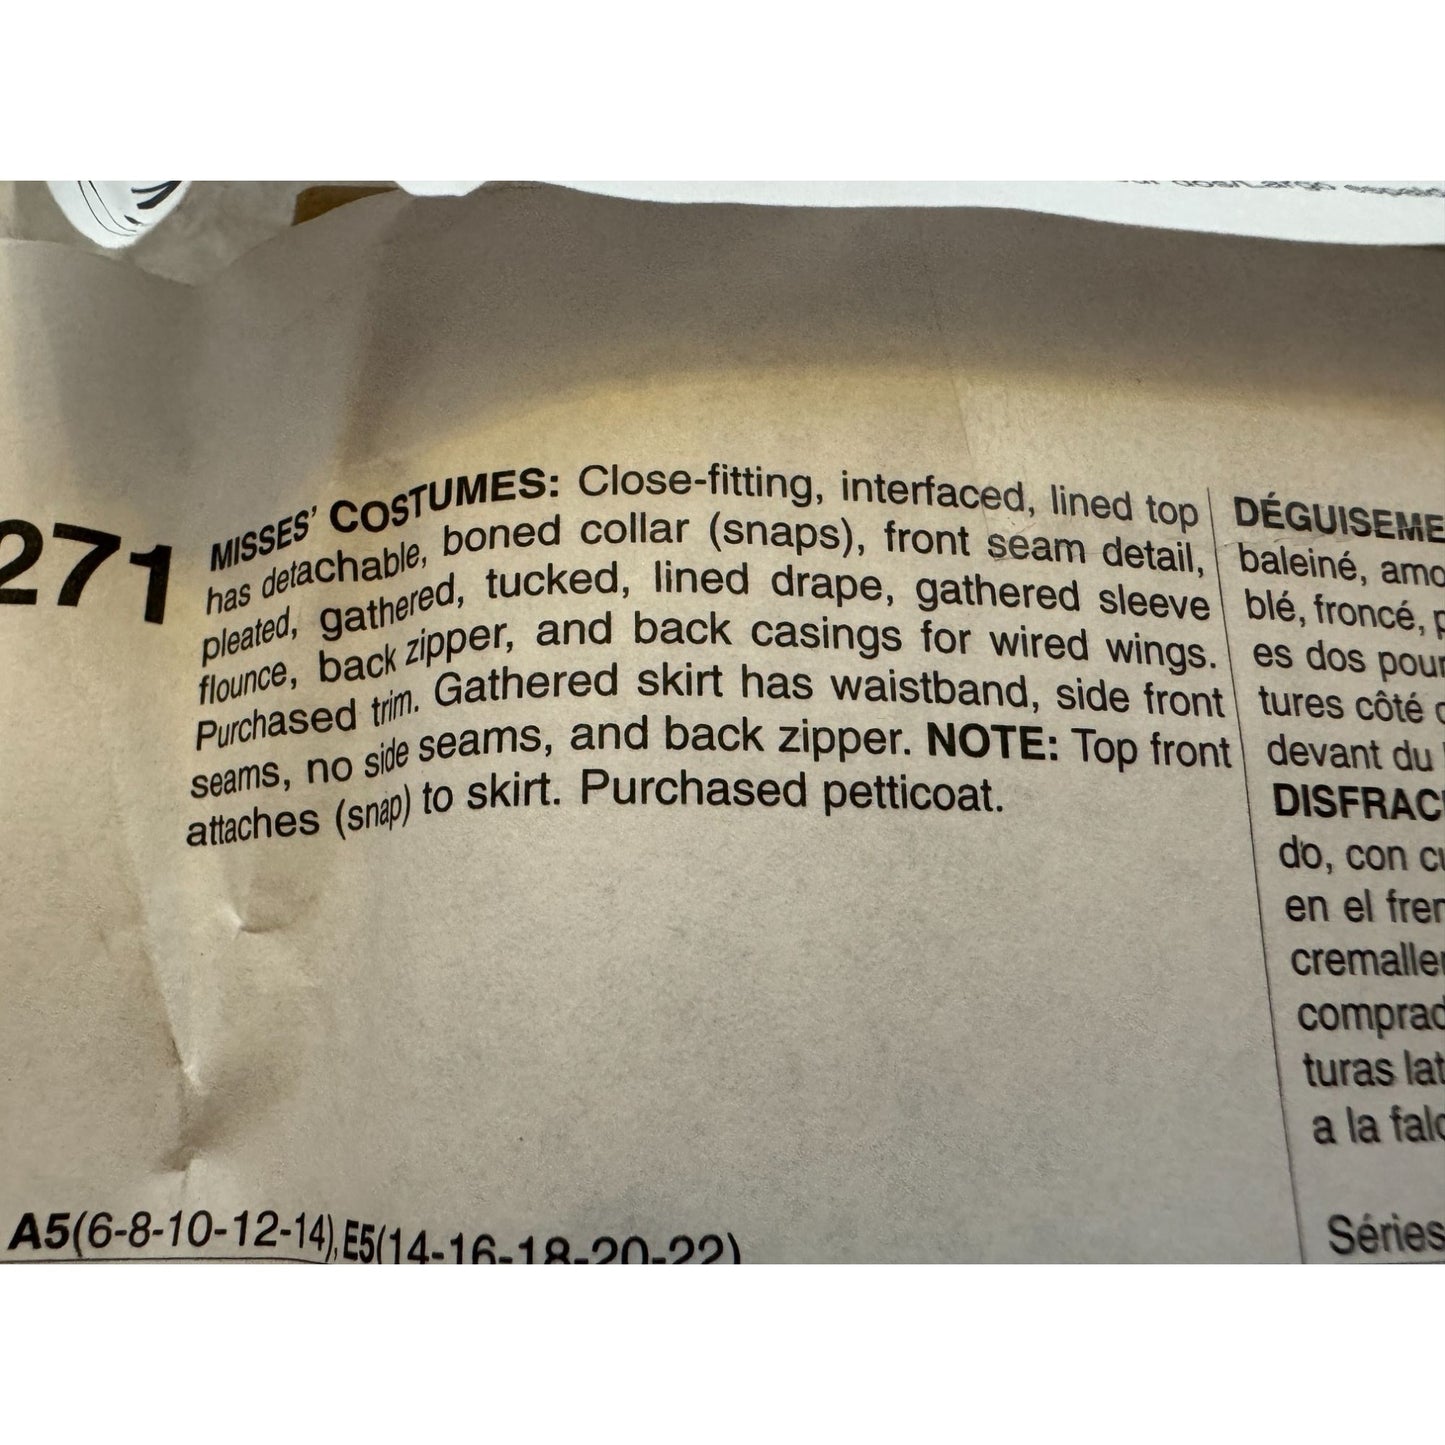 271
MISSES' COSTUMES: Close-fitting, interfaced, lined top
has detachable, boned collar (snaps), front seam detail,
pleated, gathered, tucked, lined drape, gathered sleeve
flounce, back zipper, and back casings for wired wings.
Purchased trim. Gathered skirt has waistband, side front
seams, no side seams, and back zipper. NOTE: Top front
attaches (snap) to skirt. Purchased petticoat.
A5(6-8-10-12-14), E5(14-16-18-20-22)
DÉGUISEME
baleiné, amo
blé, froncé, p
es dos pour
tures côté d
devant du
DISFRAC
do, con cu
en el fren
cremaller
comprad
turas lat
a la fald
Séries